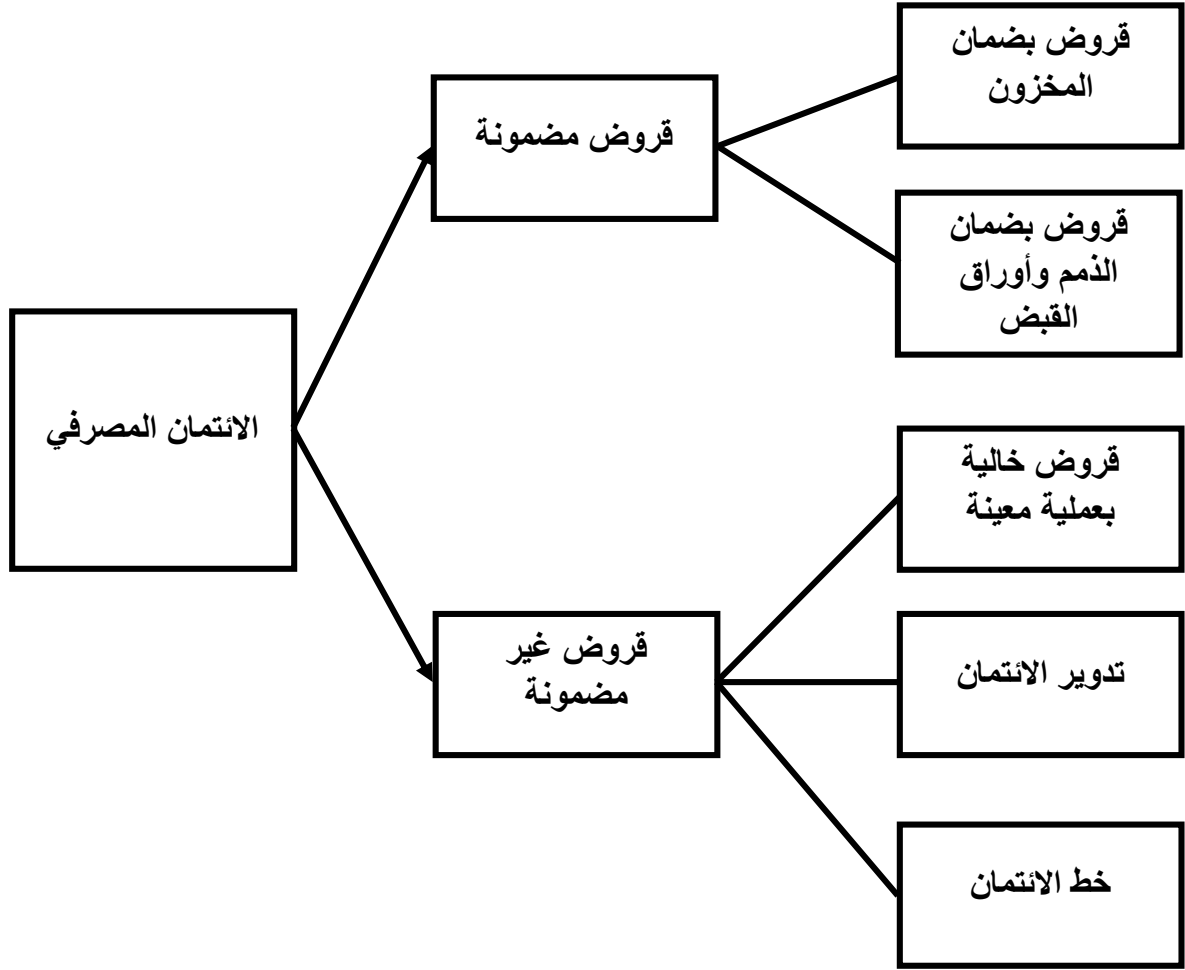 الائتمان المصرفي
قروض مضمونة
قروض بضمان
المخزون
قروض بضمان
الذمم وأوراق
القبض
قروض غير
مضمونة
قروض خالية
بعملية معينة
تدوير الائتمان
خط الائتمان